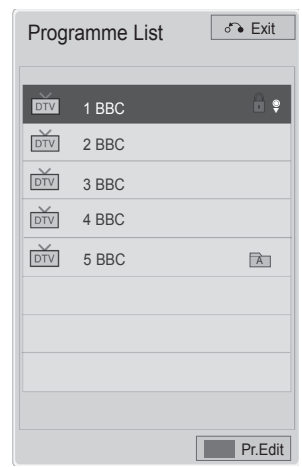 Programme List
Exit
DTV 1 BBC
DTV 2 BBC
DTV 3 BBC
DTV 4 BBC
DTV 5 BBC A
Pr.Edit